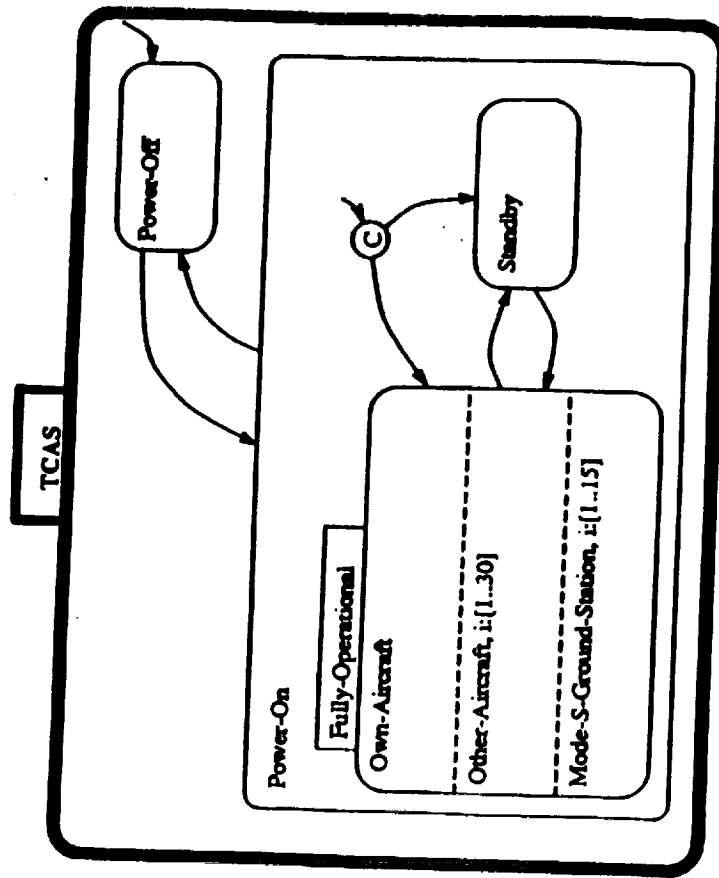 TCAS
Power-Off
Power-On
C
Fully-Operational
Own-Aircraft
Standby
Other-Aircraft, i:[1..30]
Mode-S-Ground-Station, i:[1..15]